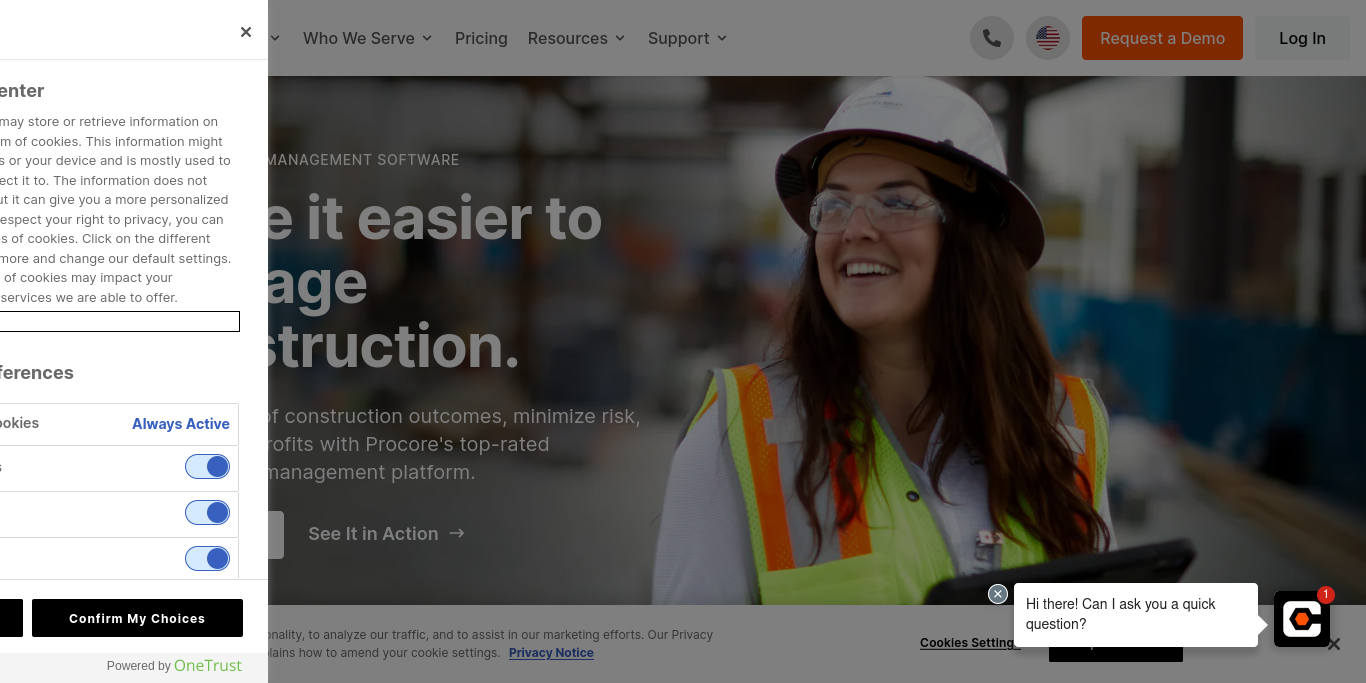 Who We Serve
Pricing
Resources
Support
Request a Demo
Log In
enter
may store or retrieve information on
m of cookies. This information might
s or your device and is mostly used to
ect it to. The information does not
ut it can give you a more personalized
espect your right to privacy, you can
s of cookies. Click on the different
more and change our default settings.
of cookies may impact your
services we are able to offer.
ferences
ookies
Always Active
s
Confirm My Choices
Powered by OneTrust
MANAGEMENT SOFTWARE
e it easier to
age
struction.
of construction outcomes, minimize risk,
rofits with Procore's top-rated
management platform.
See It in Action
Hi there! Can I ask you a quick
question?
1
onality, to analyze our traffic, and to assist in our marketing efforts. Our Privacy
lains how to amend your cookie settings. Privacy Notice
Cookies Setting